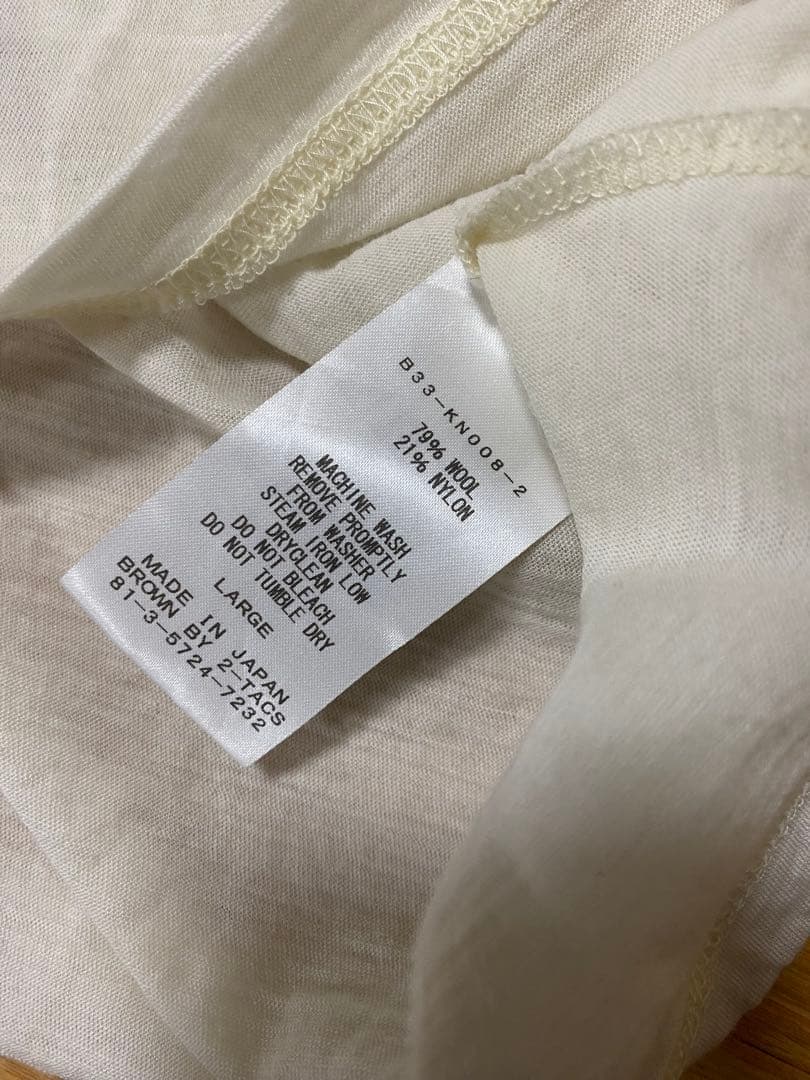 B33-KN008-2
79% WOOL
21% NYLON
MACHINE WASH
REMOVE PROMPTLY
FROM WASHER
STEAM IRON LOW
DRYCLEAN
DO NOT BLEACH
DO NOT TUMBLE DRY
LARGE
MADE IN JAPAN
BROWN BY 2-TACS
81-3-5724-7232